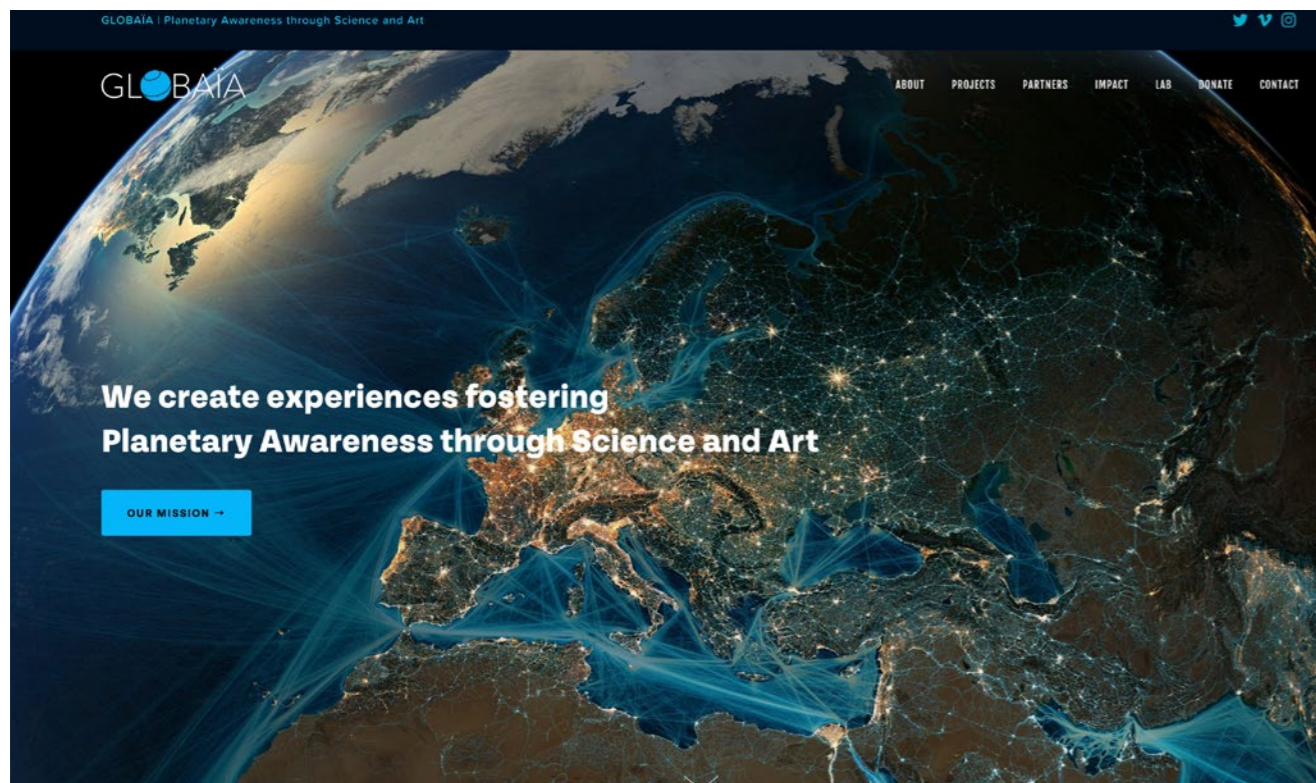 GLOBAÏA | Planetary Awareness through Science and Art
GLOBAÏA
ABOUT PROJECTS PARTNERS IMPACT LAB DONATE CONTACT
We create experiences fostering
Planetary Awareness through Science and Art
OUR MISSION →